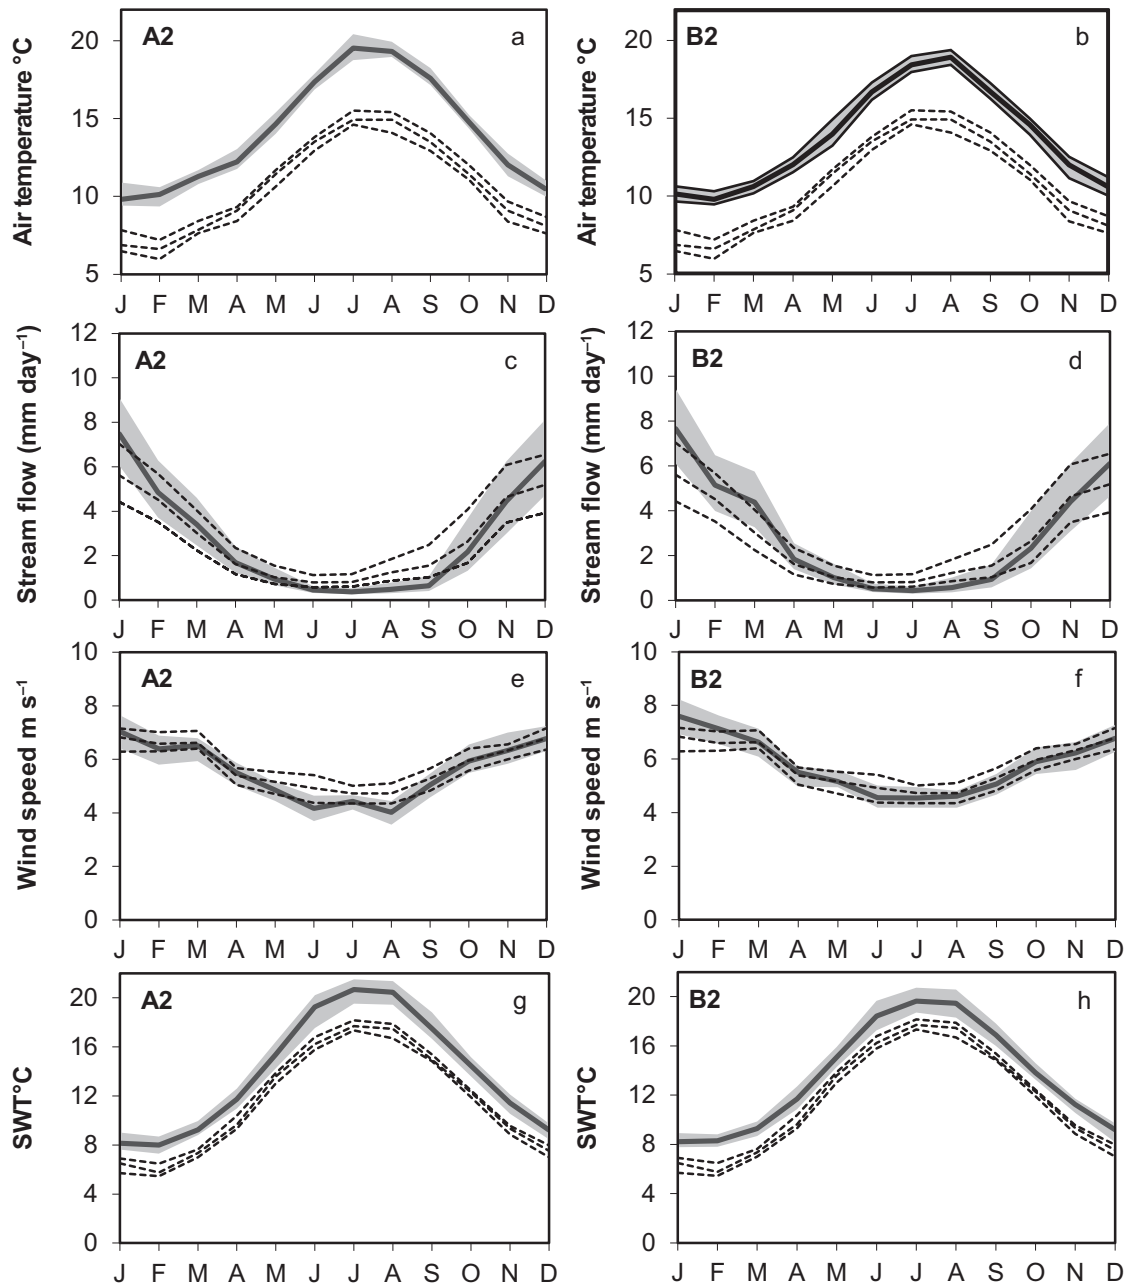 A2
a
Air temperature °C
20
15
10
5
J F M A M J J A S O N D
B2
b
Air temperature °C
20
15
10
5
J F M A M J J A S O N D
A2
c
Stream flow (mm day⁻¹)
12
10
8
6
4
2
0
J F M A M J J A S O N D
B2
d
Stream flow (mm day⁻¹)
12
10
8
6
4
2
0
J F M A M J J A S O N D
A2
e
Wind speed m s⁻¹
10
8
6
4
2
0
J F M A M J J A S O N D
B2
f
Wind speed m s⁻¹
10
8
6
4
2
0
J F M A M J J A S O N D
A2
g
SWT°C
20
16
12
8
4
0
J F M A M J J A S O N D
B2
h
SWT°C
20
16
12
8
4
0
J F M A M J J A S O N D